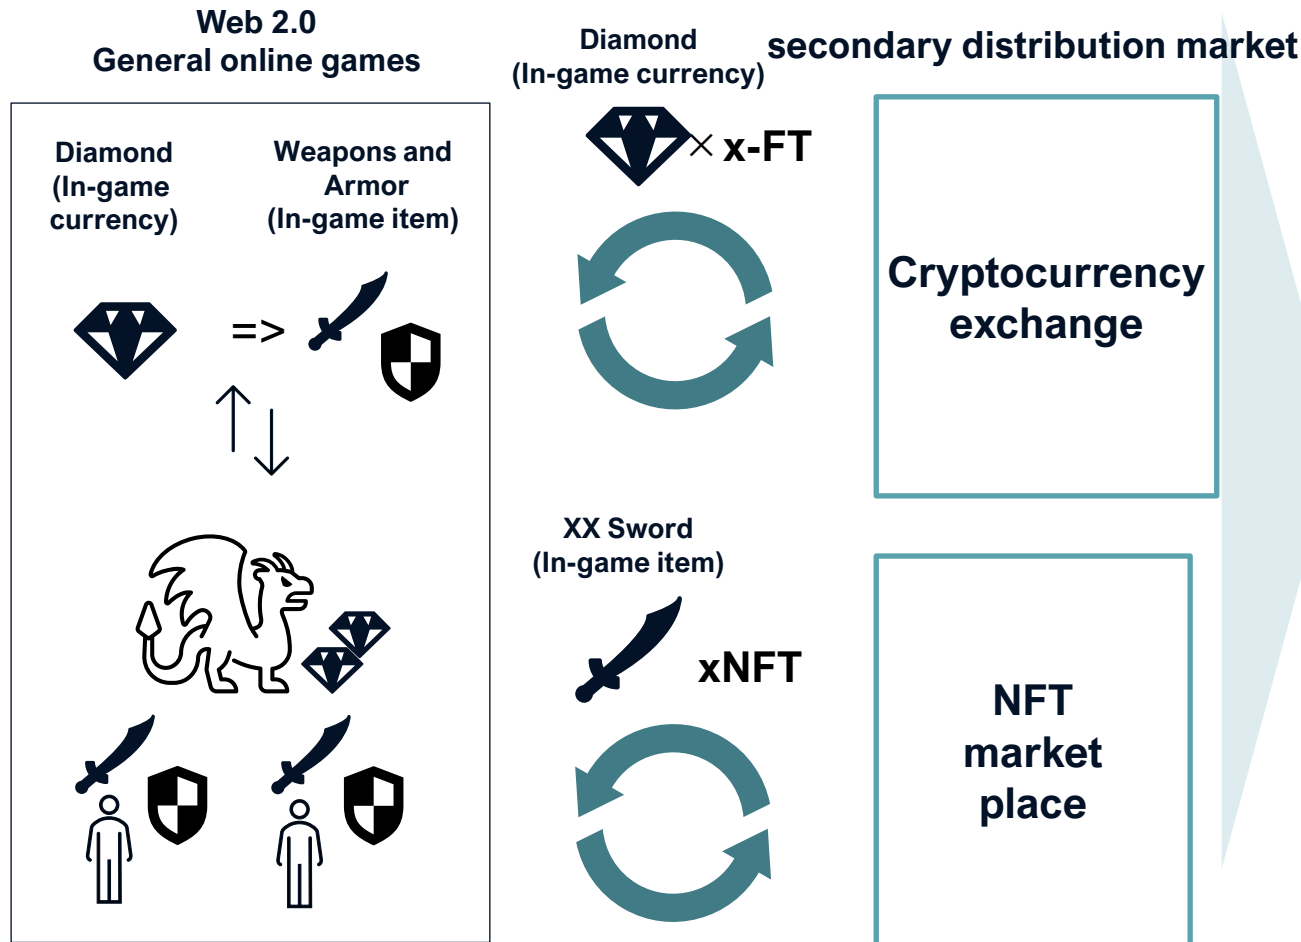 Web 2.0
General online games
Diamond
(In-game
currency)
Weapons and
Armor
(In-game item)
=>
Diamond
(In-game currency)
× x-FT
XX Sword
(In-game item)
xNFT
secondary distribution market
Cryptocurrency
exchange
NFT
market
place